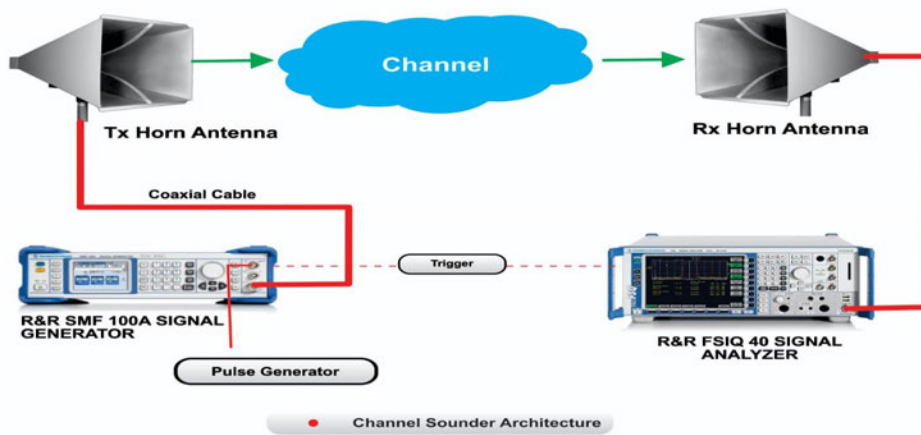 Channel
Tx Horn Antenna
Rx Horn Antenna
Coaxial Cable
Trigger
R&R SMF 100A SIGNAL
GENERATOR
R&R FSIQ 40 SIGNAL
ANALYZER
Pulse Generator
Channel Sounder Architecture